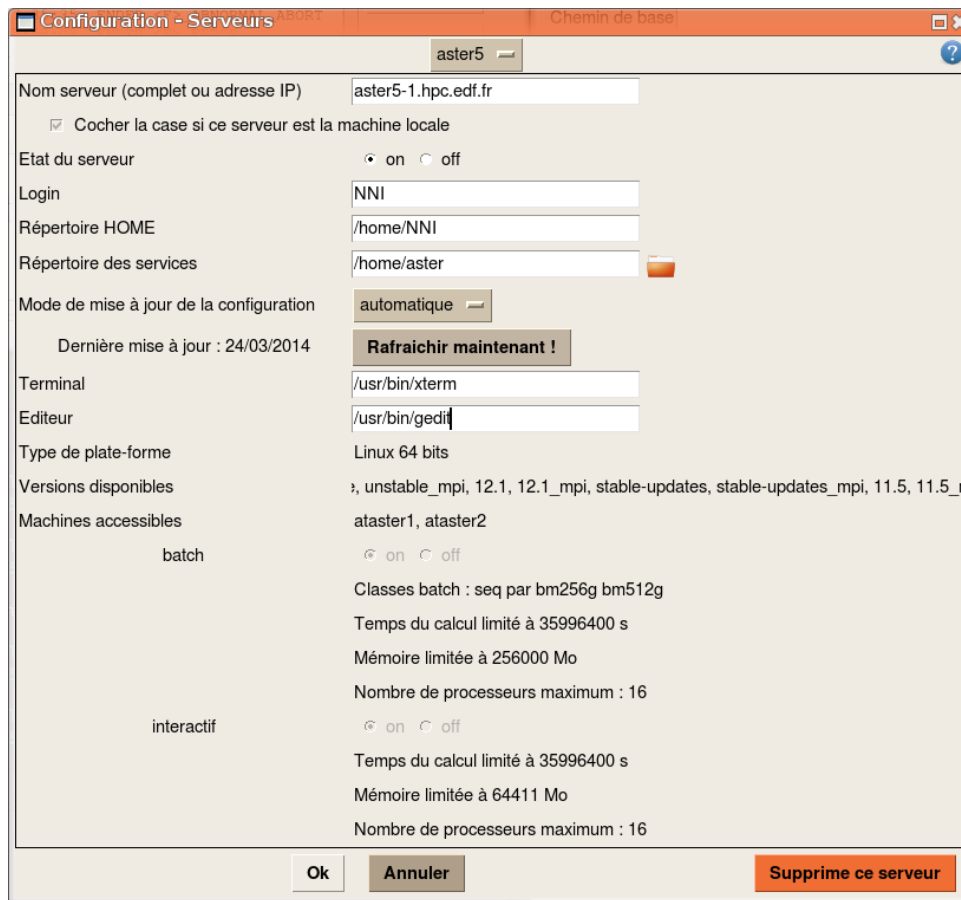 Configuration - Serveurs
Chemin de base
aster5
Nom serveur (complet ou adresse IP) aster5-1.hpc.edf.fr
Cocher la case si ce serveur est la machine locale
Etat du serveur on off
Login NNI
Répertoire HOME /home/NNI
Répertoire des services /home/aster
Mode de mise à jour de la configuration automatique
Dernière mise à jour : 24/03/2014 Rafraichir maintenant !
Terminal /usr/bin/xterm
Editeur /usr/bin/gedit
Type de plate-forme Linux 64 bits
Versions disponibles , unstable_mpi, 12.1, 12.1_mpi, stable-updates, stable-updates_mpi, 11.5, 11.5_
Machines accessibles ataster1, ataster2
batch on off
Classes batch : seq par bm256g bm512g
Temps du calcul limité à 35996400 s
Mémoire limitée à 256000 Mo
Nombre de processeurs maximum : 16
interactif on off
Temps du calcul limité à 35996400 s
Mémoire limitée à 64411 Mo
Nombre de processeurs maximum : 16
Ok Annuler Supprime ce serveur